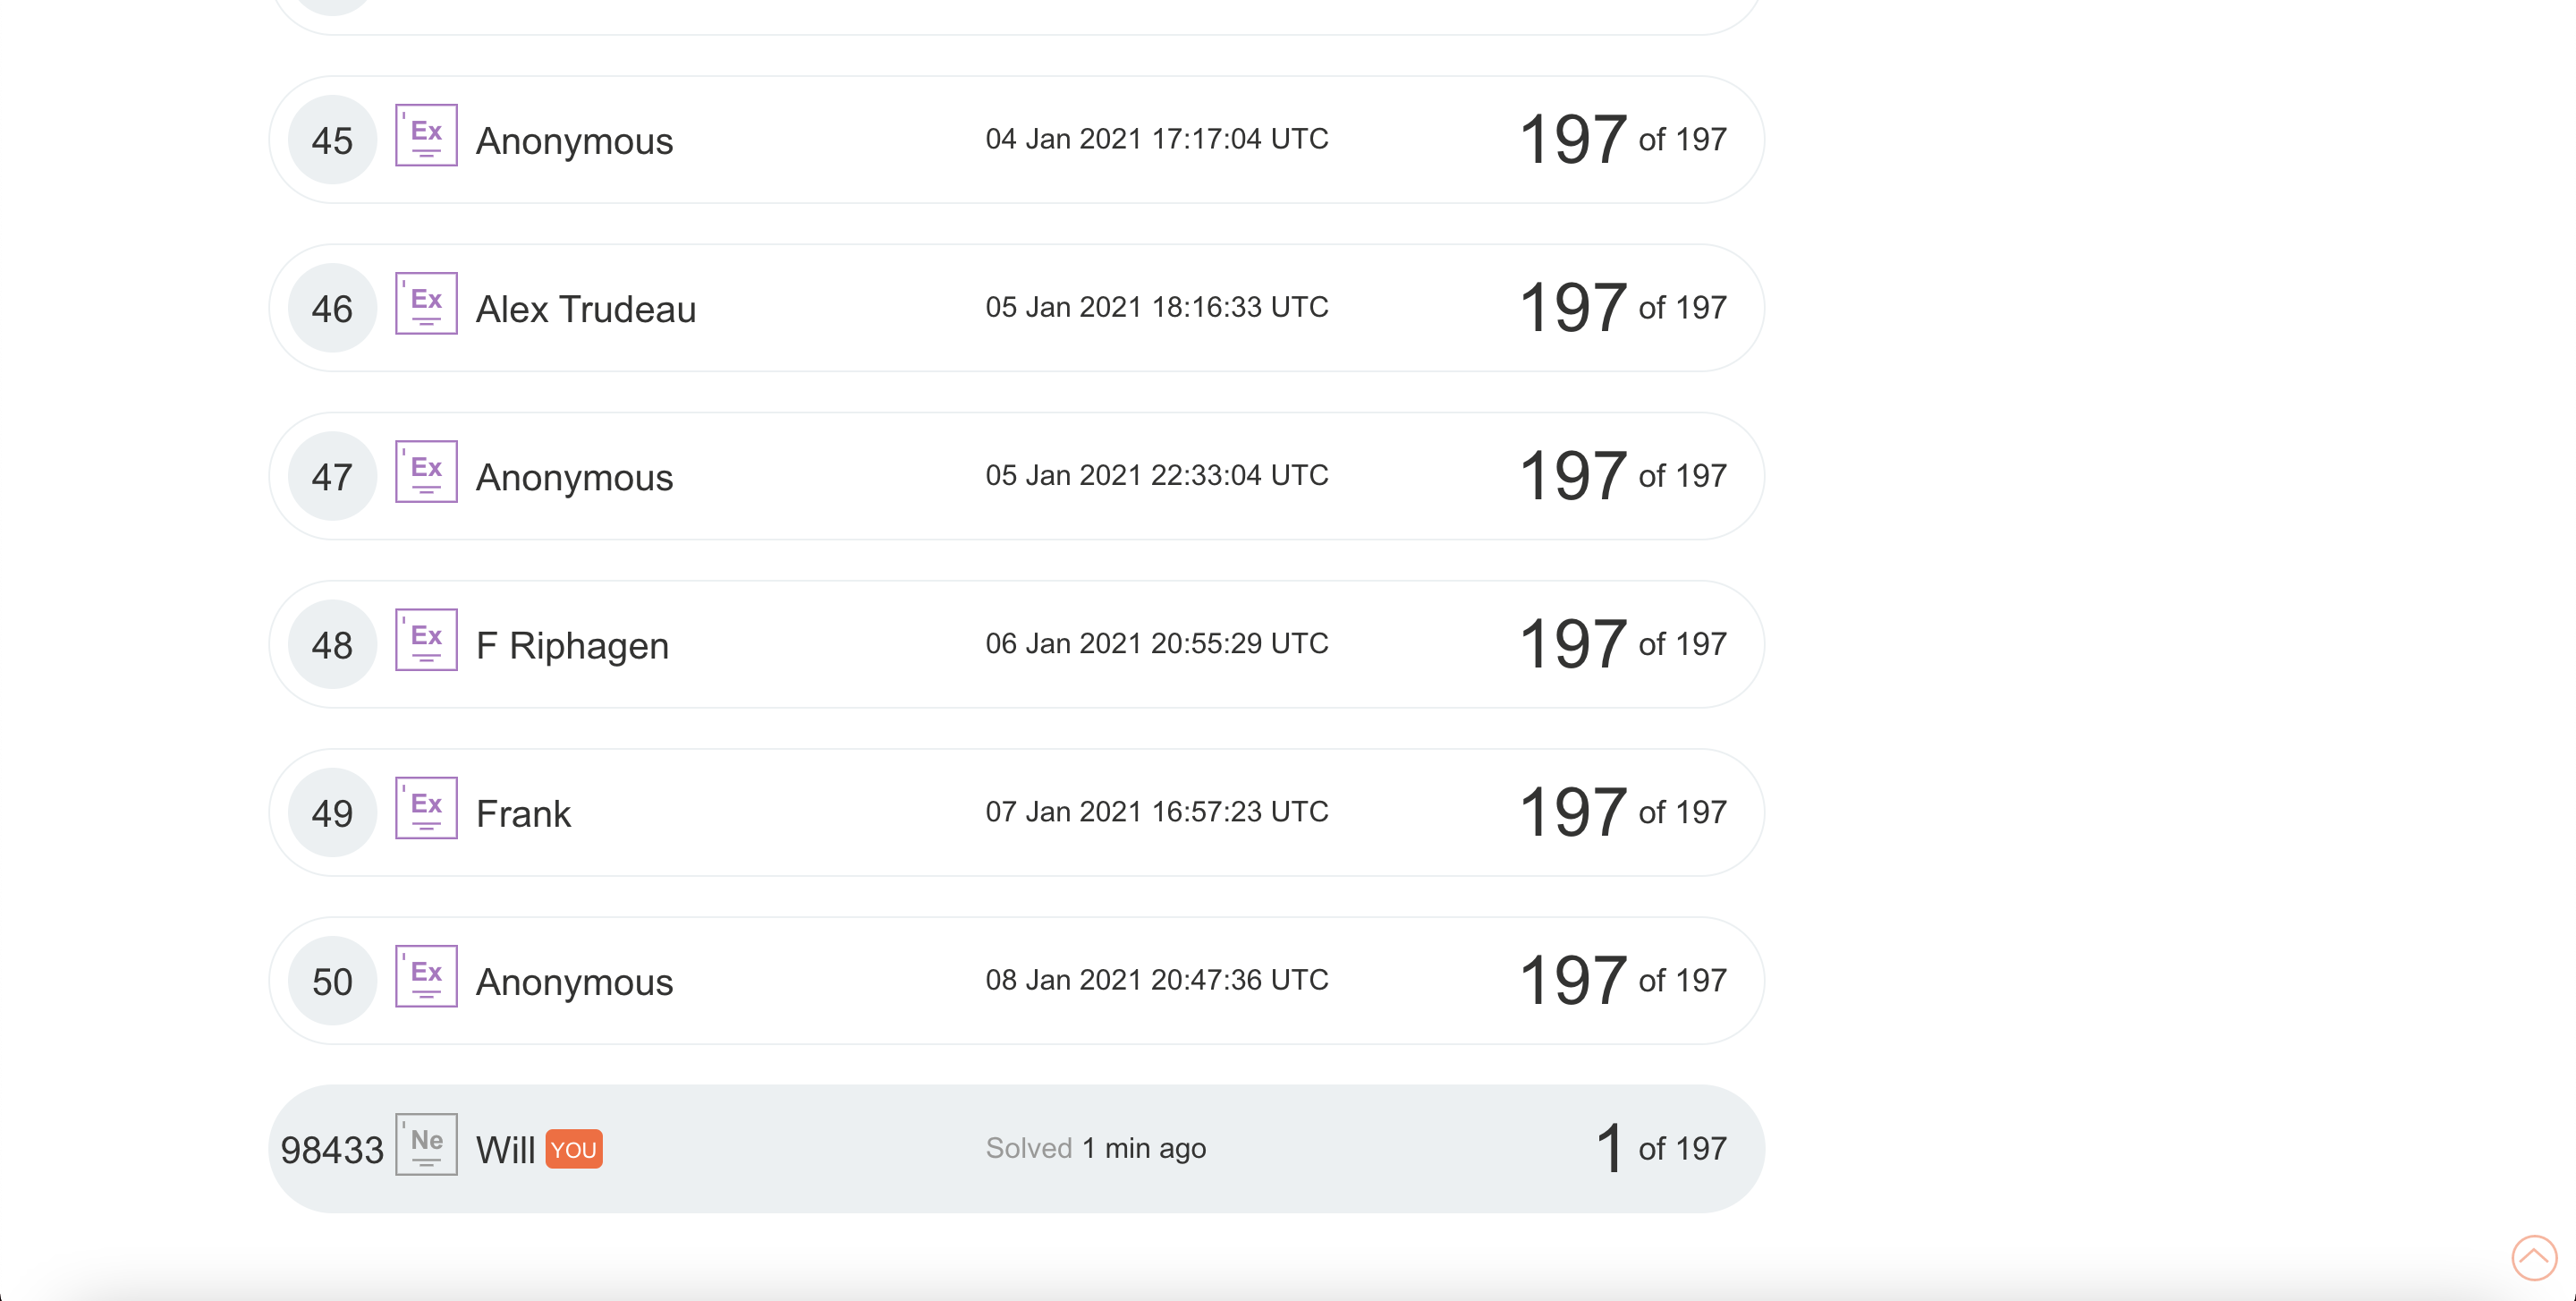 45 Ex Anonymous 04 Jan 2021 17:17:04 UTC 197 of 197
46 Ex Alex Trudeau 05 Jan 2021 18:16:33 UTC 197 of 197
47 Ex Anonymous 05 Jan 2021 22:33:04 UTC 197 of 197
48 Ex F Riphagen 06 Jan 2021 20:55:29 UTC 197 of 197
49 Ex Frank 07 Jan 2021 16:57:23 UTC 197 of 197
50 Ex Anonymous 08 Jan 2021 20:47:36 UTC 197 of 197
98433 Ne Will YOU Solved 1 min ago 1 of 197